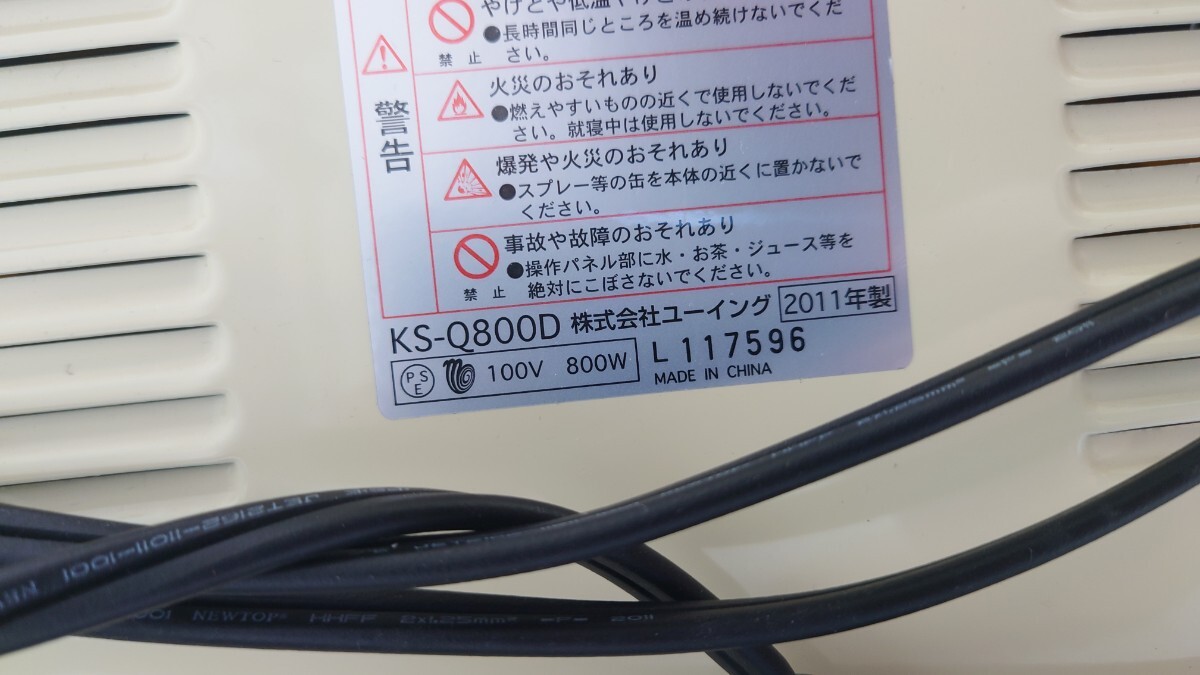 やけどや低温やけど
●長時間同じところを温め続けないでくだ
さい。
禁 止
警告
火災のおそれあり
●燃えやすいものの近くで使用しないでくだ
さい。就寝中は使用しないでください。
爆発や火災のおそれあり
●スプレー等の缶を本体の近くに置かないで
ください。
事故や故障のおそれあり
●操作パネル部に水・お茶・ジュース等を
絶対にこぼさないでください。
禁 止
KS-Q800D 株式会社ユーイング 2011年製
PSE 100V 800W L 117596
MADE IN CHINA
JET2162-11011-1001
NEWTOP® HHFF 2x1.25mm² -F- 2011